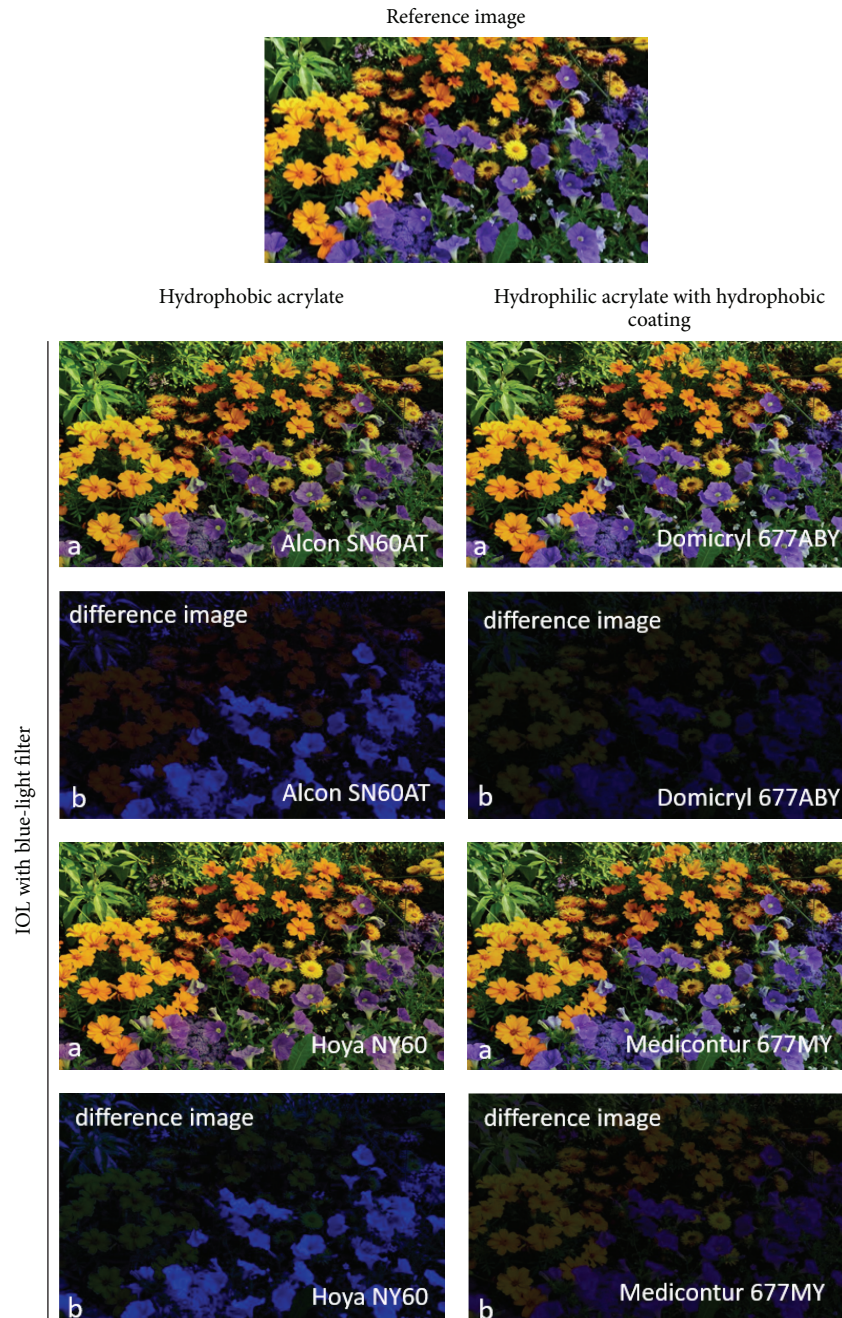 Reference image
Hydrophobic acrylate
Hydrophilic acrylate with hydrophobic
coating
IOL with blue-light filter
a
Alcon SN60AT
a
Domicryl 677ABY
difference image
b
Alcon SN60AT
difference image
b
Domicryl 677ABY
a
Hoya NY60
a
Medicontur 677MY
difference image
b
Hoya NY60
difference image
b
Medicontur 677MY